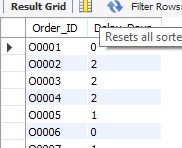 Result Grid Filter Rows:
Order_ID
Resets all sorte
O0001 0
O0002 2
O0003 2
O0004 2
O0005 1
O0006 0